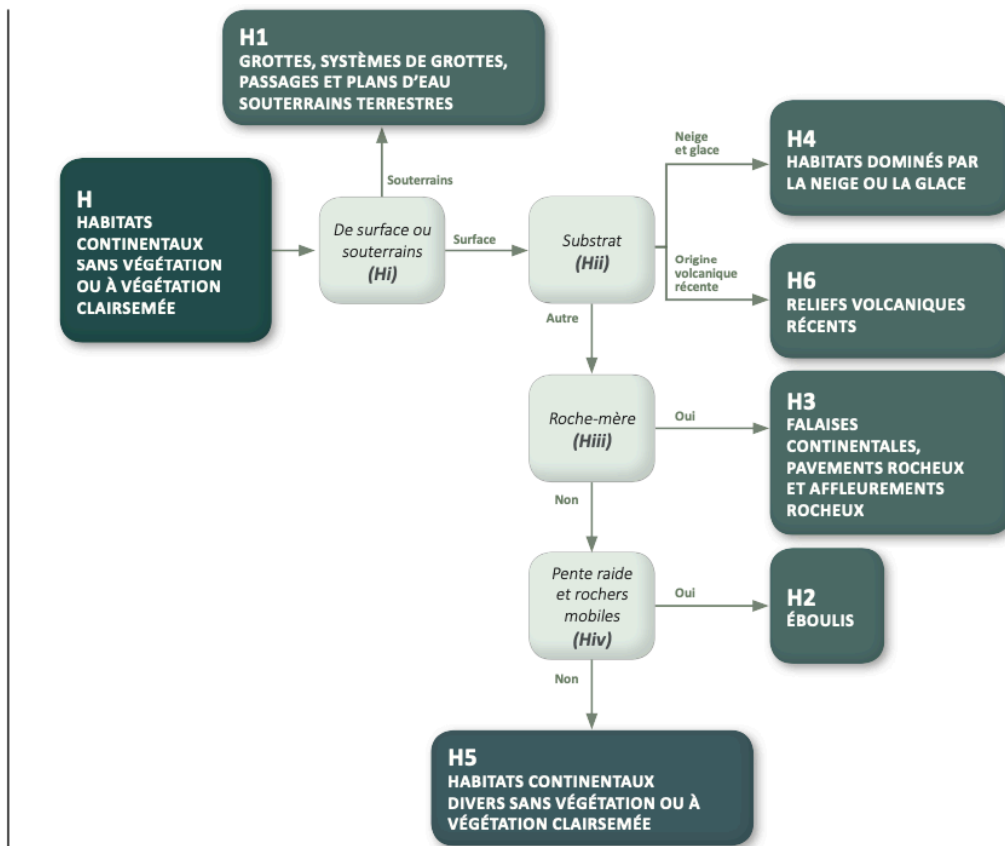 H1
GROTTES, SYSTÈMES DE GROTTES,
PASSAGES ET PLANS D'EAU
SOUTERRAINS TERRESTRES
Neige
et glace
H4
HABITATS DOMINÉS PAR
LA NEIGE OU LA GLACE
H
HABITATS
CONTINENTAUX
SANS VÉGÉTATION
OU À VÉGÉTATION
CLAIRSEMÉE
Souterrains
De surface ou
souterrains
(Hi)
Surface
Substrat
(Hii)
Origine
volcanique
récente
H6
RELIEFS VOLCANIQUES
RÉCENTS
Autre
Roche-mère
(Hiii)
Oui
H3
FALAISES
CONTINENTALES,
PAVEMENTS ROCHEUX
ET AFFLEUREMENTS
ROCHEUX
Non
Pente raide
et rochers
mobiles
(Hiv)
Oui
H2
ÉBOULIS
Non
H5
HABITATS CONTINENTAUX
DIVERS SANS VÉGÉTATION OU À
VÉGÉTATION CLAIRSEMÉE